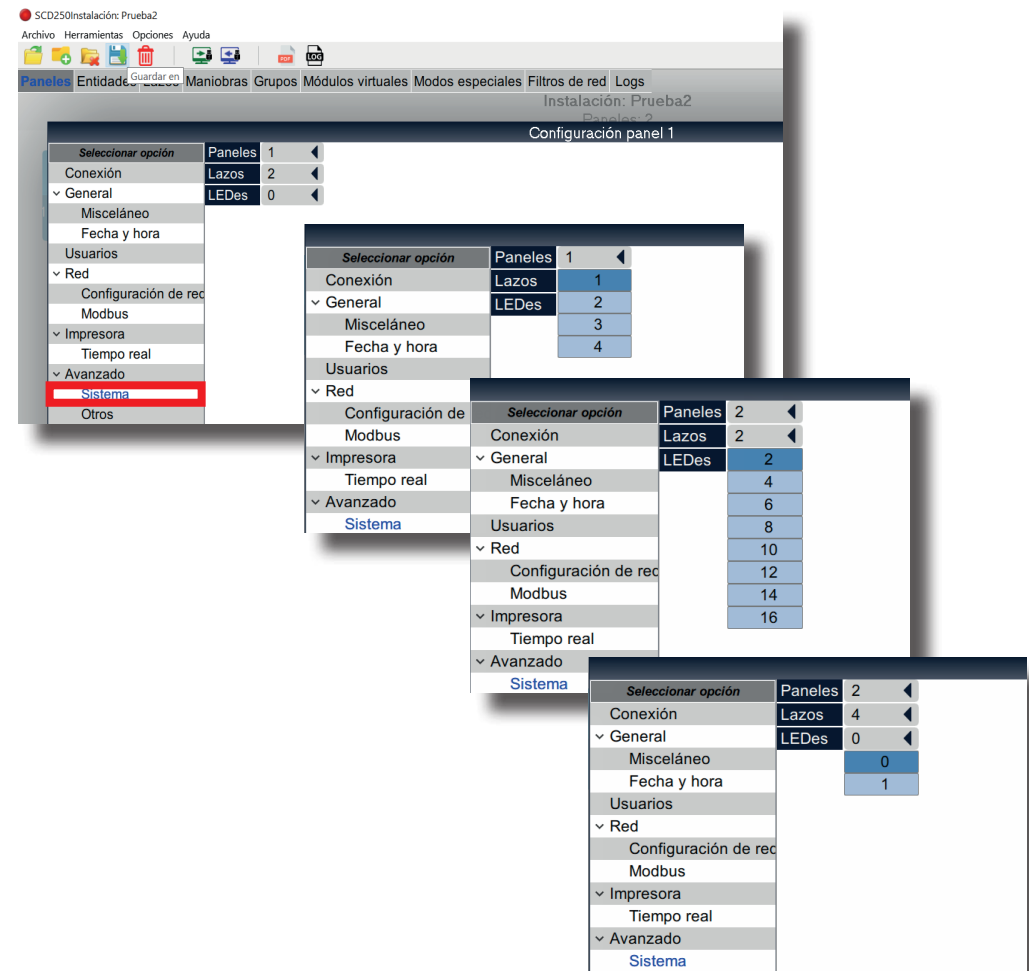 SCD250Instalación: Prueba2
Archivo Herramientas Opciones Ayuda
PDF LOG
Guardar en
Paneles Entidades Lazos Maniobras Grupos Módulos virtuales Modos especiales Filtros de red Logs
Instalación: Prueba2
Paneles: 2
Configuración panel 1
Seleccionar opción Paneles 1
Conexión Lazos 2
General LEDes 0
Misceláneo
Fecha y hora
Usuarios
Red
Configuración de rec
Modbus
Impresora
Tiempo real
Avanzado
Sistema
Otros
Seleccionar opción Paneles 1
Conexión Lazos 1
General LEDes 2
Misceláneo 3
Fecha y hora 4
Usuarios
Red
Configuración de
Modbus
Impresora
Tiempo real
Avanzado
Sistema
Seleccionar opción Paneles 2
Conexión Lazos 2
General LEDes 2
Misceláneo 4
Fecha y hora 6
Usuarios 8
Red 10
Configuración de rec 12
Modbus 14
Impresora 16
Tiempo real
Avanzado
Sistema
Seleccionar opción Paneles 2
Conexión Lazos 4
General LEDes 0
Misceláneo 0
Fecha y hora 1
Usuarios
Red
Configuración de rec
Modbus
Impresora
Tiempo real
Avanzado
Sistema